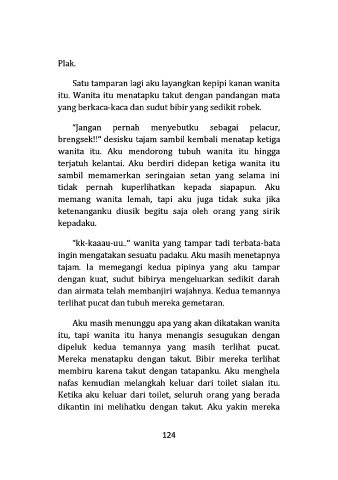 Plak.
Satu tamparan lagi aku layangkan kepipi kanan wanita
itu. Wanita itu menatapku takut dengan pandangan mata
yang berkaca-kaca dan sudut bibir yang sedikit robek.
"Jangan pernah menyebutku sebagai pelacur,
brengsek!!" desisku tajam sambil kembali menatap ketiga
wanita itu. Aku mendorong tubuh wanita itu hingga
terjatuh kelantai. Aku berdiri didepan ketiga wanita itu
sambil memamerkan seringaian setan yang selama ini
tidak pernah kuperlihatkan kepada siapapun. Aku
memang wanita lemah, tapi aku juga tidak suka jika
ketenanganku diusik begitu saja oleh orang yang sirik
kepadaku.
"kk-kaaau-uu.." wanita yang tampar tadi terbata-bata
ingin mengatakan sesuatu padaku. Aku masih menetapnya
tajam. Ia memegangi kedua pipinya yang aku tampar
dengan kuat, sudut bibirya mengeluarkan sedikit darah
dan airmata telah membanjiri wajahnya. Kedua temannya
terlihat pucat dan tubuh mereka gemetaran.
Aku masih menunggu apa yang akan dikatakan wanita
itu, tapi wanita itu hanya menangis sesugukan dengan
dipeluk kedua temannya yang masih terlihat pucat.
Mereka menatapku dengan takut. Bibir mereka terlihat
membiru karena takut dengan tatapanku. Aku menghela
nafas kemudian melangkah keluar dari toilet sialan itu.
Ketika aku keluar dari toilet, seluruh orang yang berada
dikantin ini melihatku dengan takut. Aku yakin mereka
124